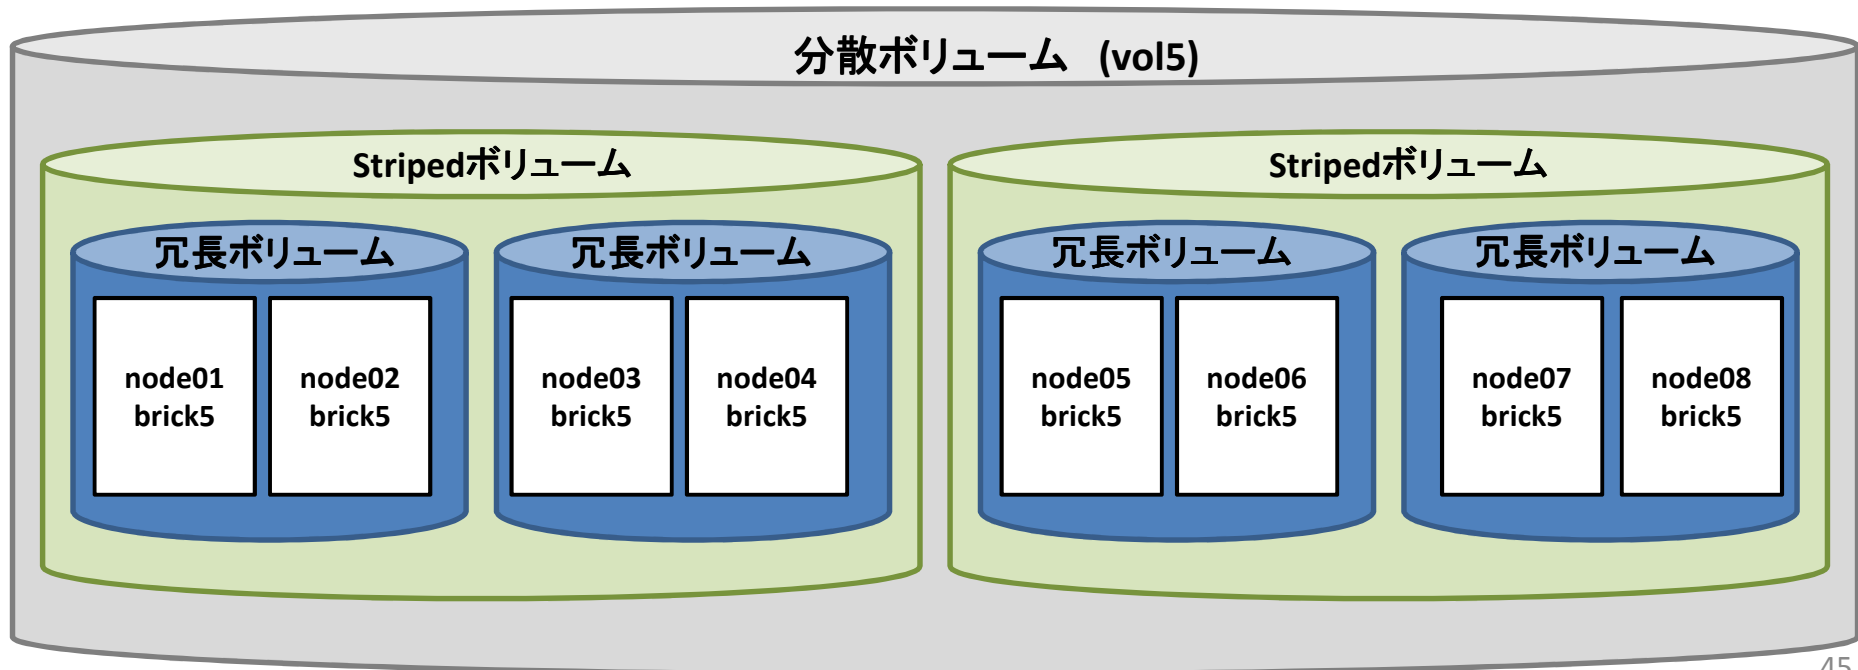 分散ボリューム (vol5)
Stripedボリューム
Stripedボリューム
冗長ボリューム
冗長ボリューム
冗長ボリューム
冗長ボリューム
node01
brick5
node02
brick5
node03
brick5
node04
brick5
node05
brick5
node06
brick5
node07
brick5
node08
brick5
45